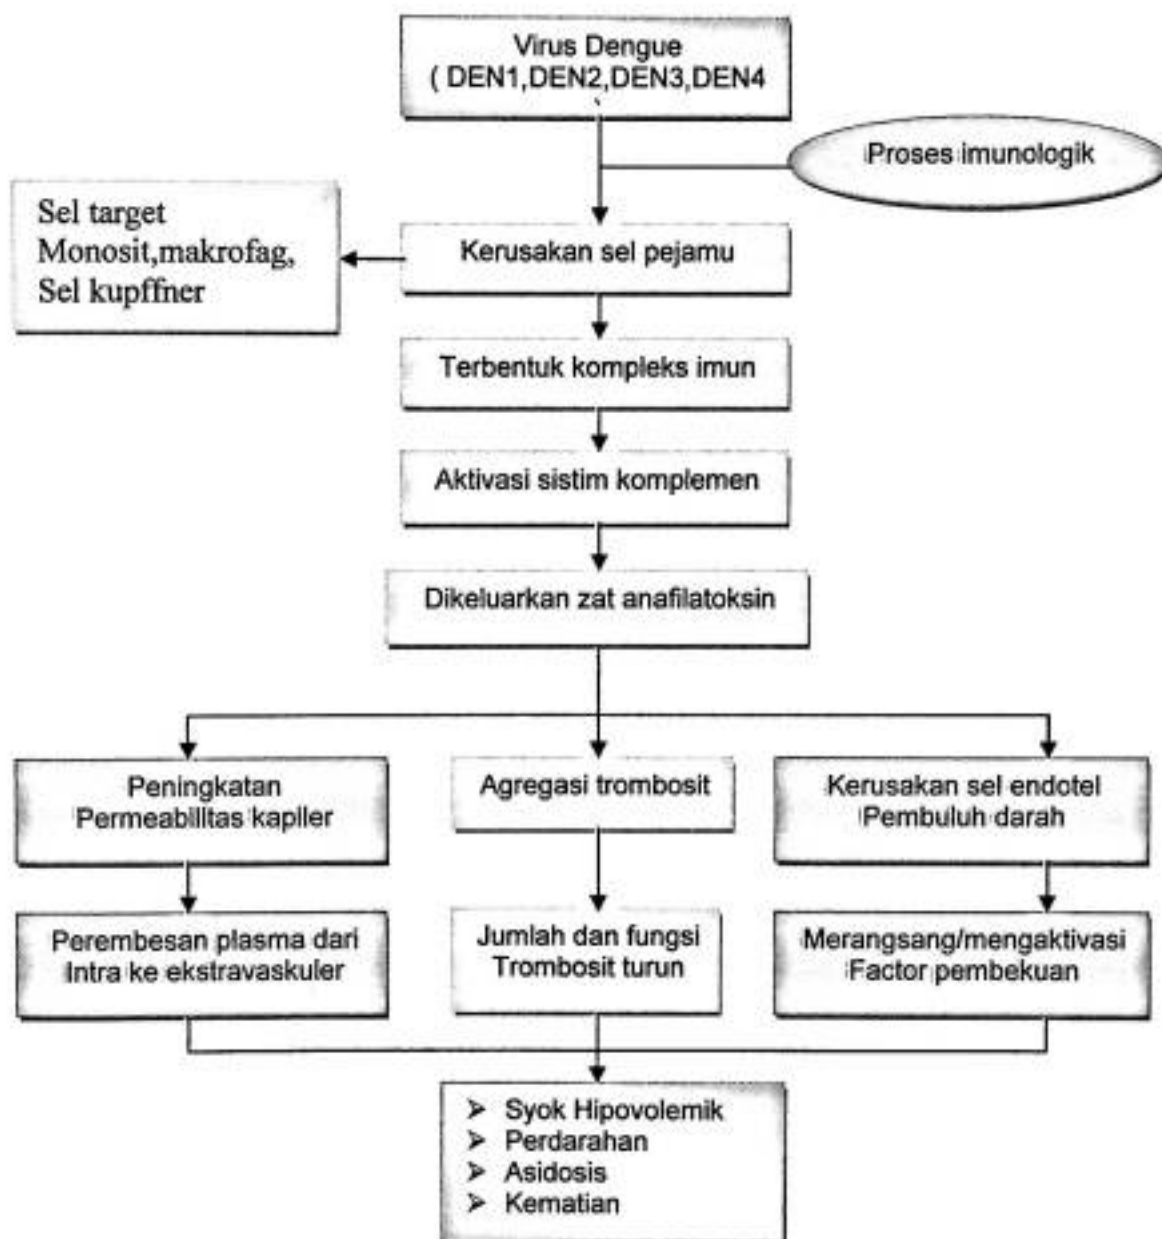 Virus Dengue
( DEN1,DEN2,DEN3,DEN4
Proses imunologik
Sel target
Monosit,makrofag,
Sel kupffner
Kerusakan sel pejamu
Terbentuk kompleks imun
Aktivasi sistim komplemen
Dikeluarkan zat anafilatoksin
Peningkatan
Permeabilitas kapiler
Agregasi trombosit
Kerusakan sel endotel
Pembuluh darah
Perembesan plasma dari
Intra ke ekstravaskuler
Jumlah dan fungsi
Trombosit turun
Merangsang/mengaktivasi
Factor pembekuan
➢ Syok Hipovolemik
➢ Perdarahan
➢ Asidosis
➢ Kematian